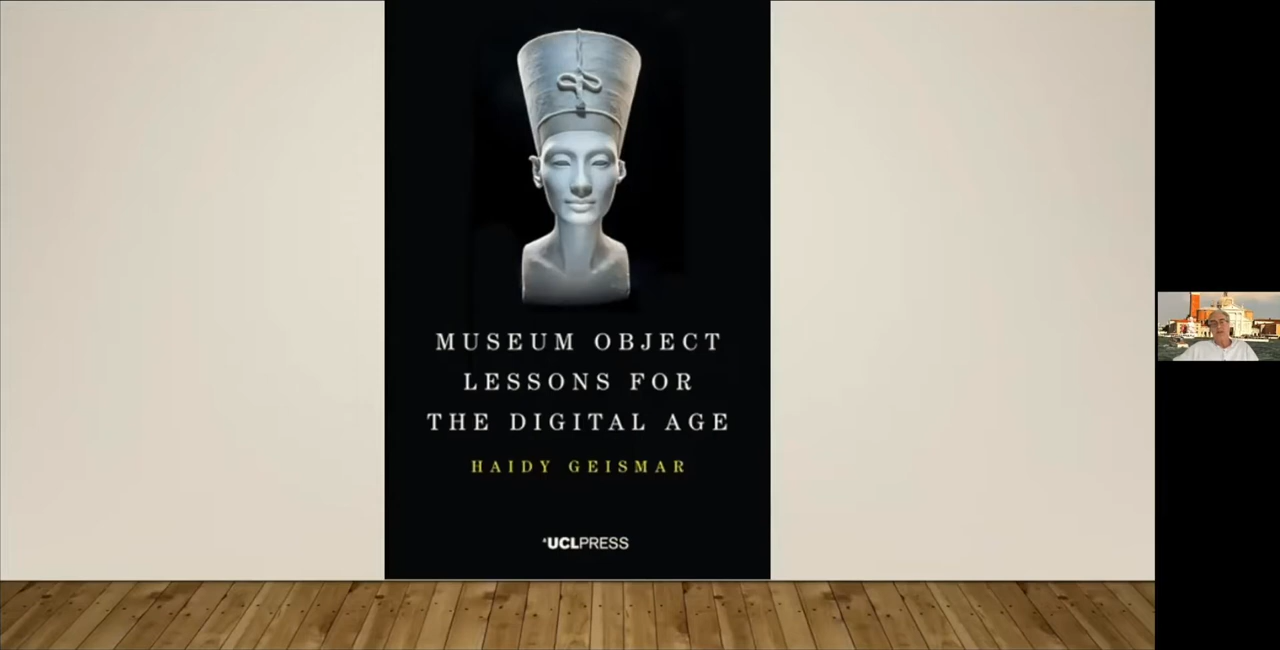 MUSEUM OBJECT
LESSONS FOR
THE DIGITAL AGE
HAIDY GEISMAR
UCLPRESS